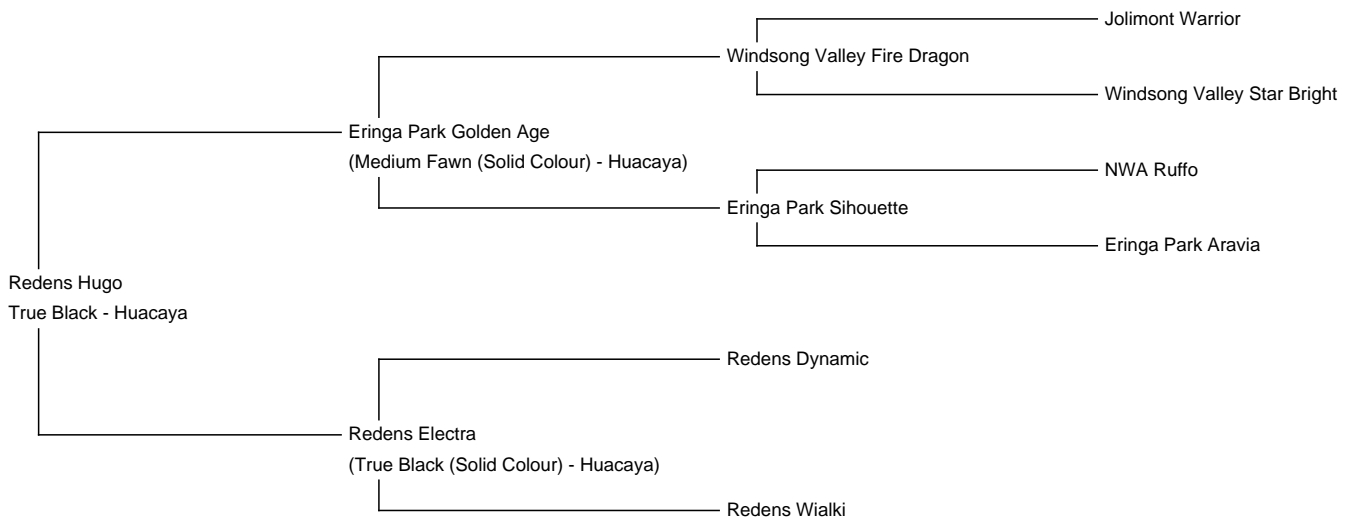 Jolimont Warrior
Windsong Valley Fire Dragon
Windsong Valley Star Bright
Eringa Park Golden Age
(Medium Fawn (Solid Colour) - Huacaya)
NWA Ruffo
Eringa Park Sihouette
Eringa Park Aravia
Redens Hugo
True Black - Huacaya
Redens Dynamic
Redens Electra
(True Black (Solid Colour) - Huacaya)
Redens Wialki